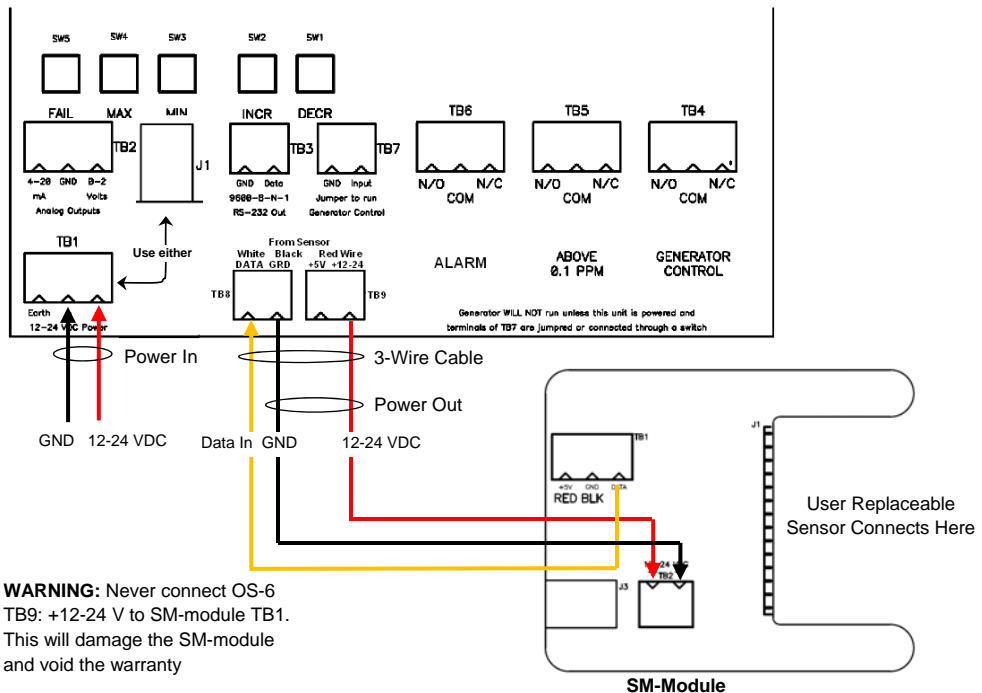 SW5 SW4 SW3 SW2 SW1
FAIL MAX MIN INCR DECR TB6 TB5 TB4
TB2 J1 TB3 TB7
4-20 GND 0-2
mA Volts
Analog Outputs
GND Data
9600-8-N-1
RS-232 Out
GND Input
Jumper to run
Generator Control
N/O N/C
COM
N/O N/C
COM
N/O N/C
COM
TB1
Use either
From Sensor
White Black Red Wire
DATA GRD +5V +12-24
TB8 TB9
ALARM
ABOVE
0.1 PPM
GENERATOR
CONTROL
Earth
12-24 VDC Power
Generator WILL NOT run unless this unit is powered and
terminals of TB7 are jumpred or connected through a switch
Power In
3-Wire Cable
Power Out
GND 12-24 VDC
Data In GND 12-24 VDC
TB1
+5V GND DATA
RED BLK
J1
User Replaceable
Sensor Connects Here
TB2
J3
WARNING: Never connect OS-6
TB9: +12-24 V to SM-module TB1.
This will damage the SM-module
and void the warranty
SM-Module